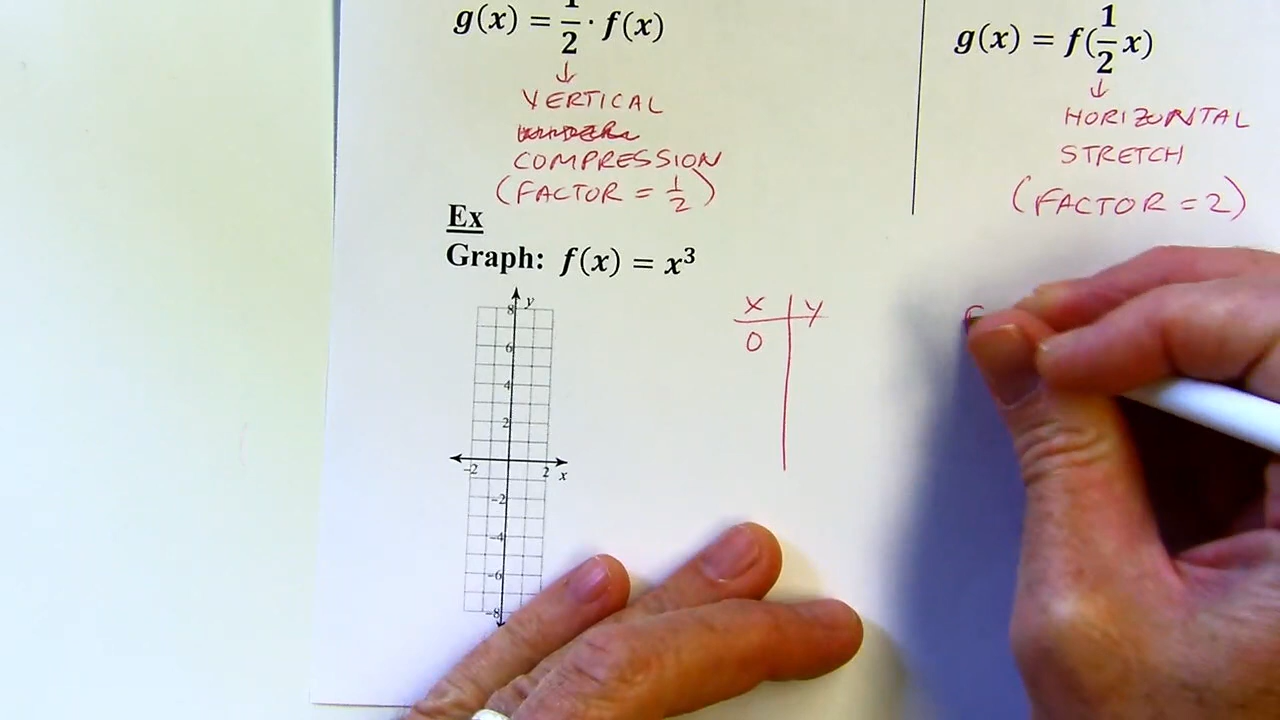 g(x) = 1/2 · f(x)
↓
VERTICAL
COMPRESSION
(FACTOR = 1/2)
g(x) = f(1/2 x)
↓
HORIZONTAL
STRETCH
(FACTOR = 2)
Ex
Graph: f(x) = x³
y
8
6
4
2
-2 2 x
-2
-4
-6
-8
x y
0